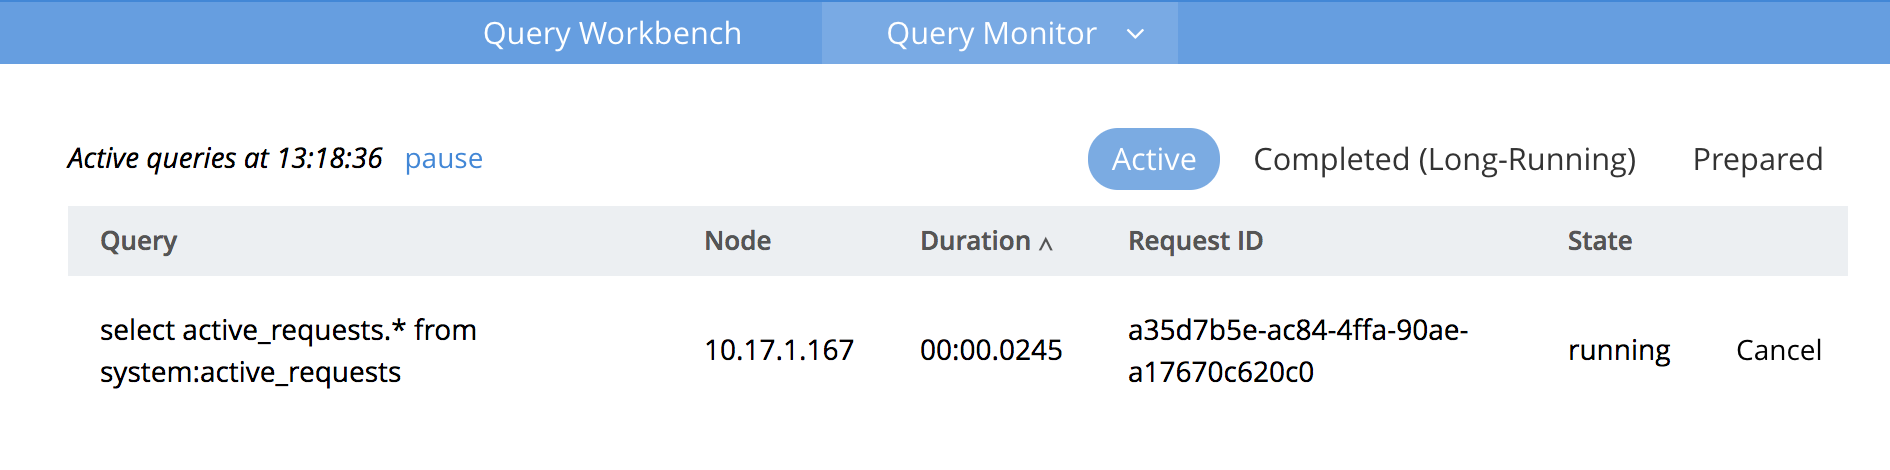 Query Workbench
Query Monitor
Active queries at 13:18:36 pause
Active
Completed (Long-Running)
Prepared
Query
Node
Duration
Request ID
State
select active_requests.* from
system:active_requests
10.17.1.167
00:00.0245
a35d7b5e-ac84-4ffa-90ae-
a17670c620c0
running
Cancel